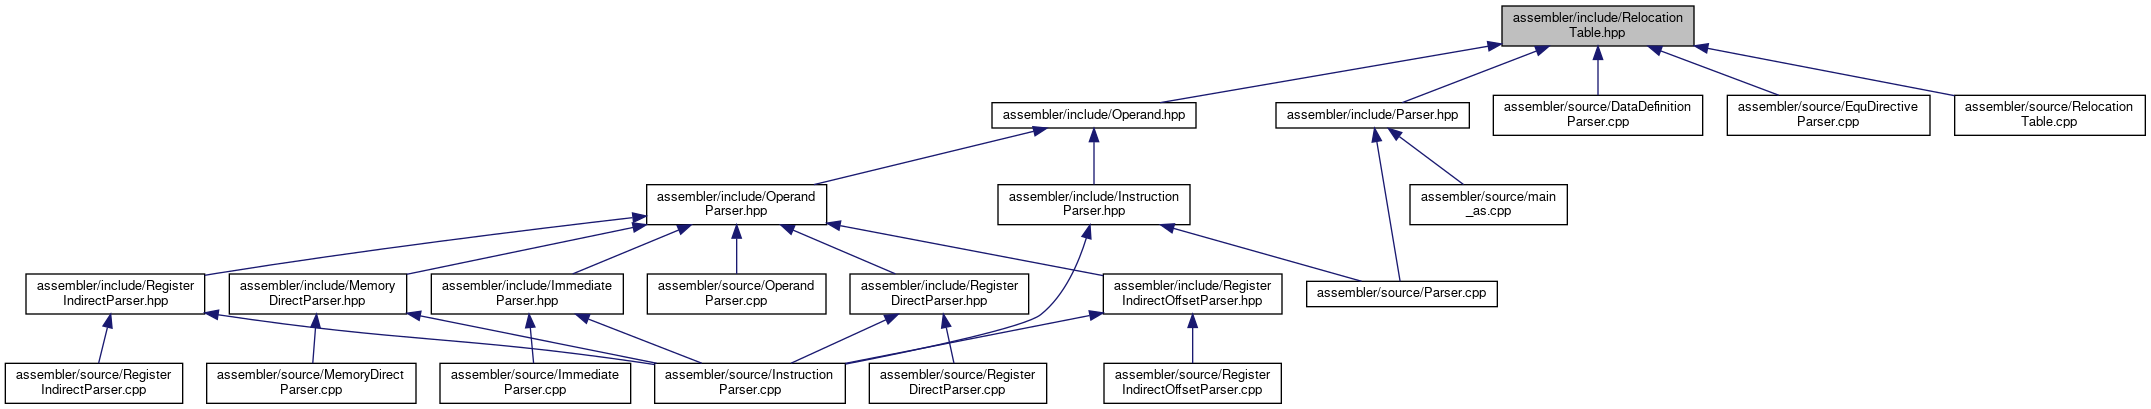 assembler/include/Relocation
Table.hpp
assembler/include/Operand.hpp
assembler/include/Parser.hpp
assembler/source/DataDefinition
Parser.cpp
assembler/source/EquDirective
Parser.cpp
assembler/source/Relocation
Table.cpp
assembler/include/Operand
Parser.hpp
assembler/include/Instruction
Parser.hpp
assembler/source/main
_as.cpp
assembler/include/Register
IndirectParser.hpp
assembler/include/Memory
DirectParser.hpp
assembler/include/Immediate
Parser.hpp
assembler/source/Operand
Parser.cpp
assembler/include/Register
DirectParser.hpp
assembler/include/Register
IndirectOffsetParser.hpp
assembler/source/Parser.cpp
assembler/source/Register
IndirectParser.cpp
assembler/source/MemoryDirect
Parser.cpp
assembler/source/Immediate
Parser.cpp
assembler/source/Instruction
Parser.cpp
assembler/source/Register
DirectParser.cpp
assembler/source/Register
IndirectOffsetParser.cpp